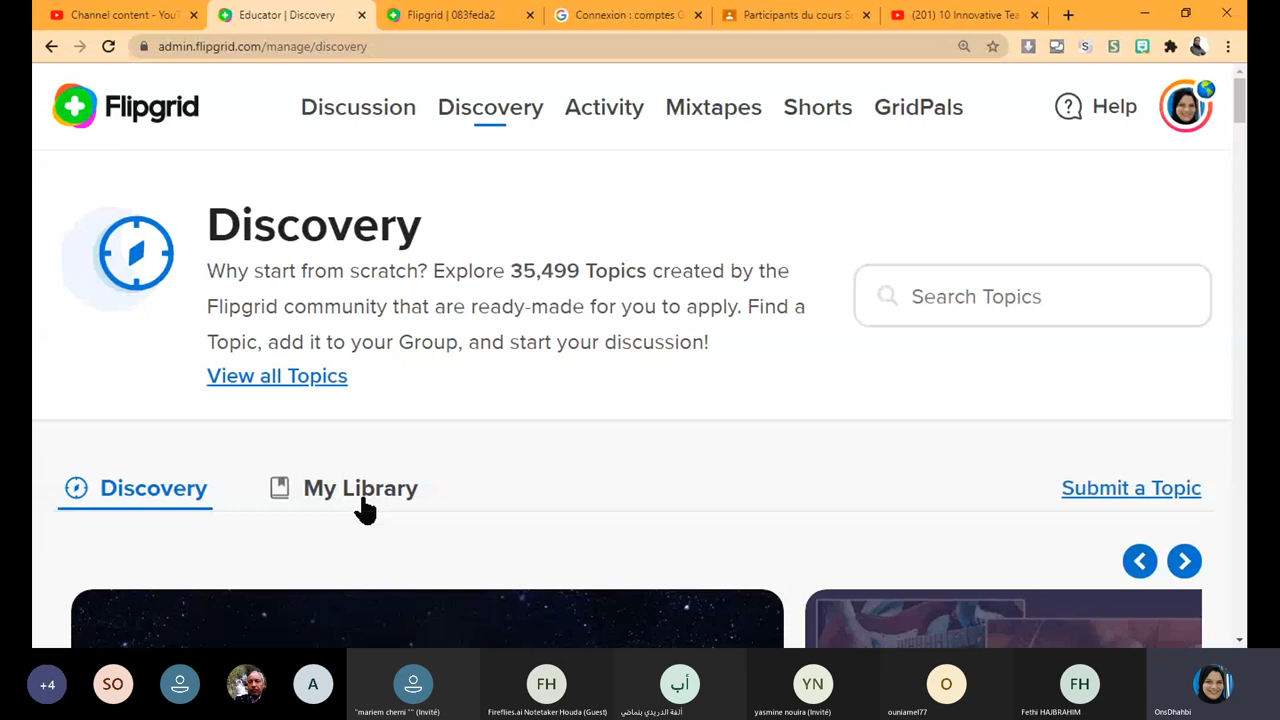 Channel content - YouT
Educator | Discovery
Flipgrid | 083feda2
Connexion : comptes G
Participants du cours S
(201) 10 Innovative Tea
admin.flipgrid.com/manage/discovery
Flipgrid
Discussion
Discovery
Activity
Mixtapes
Shorts
GridPals
Help
Discovery
Why start from scratch? Explore 35,499 Topics created by the
Flipgrid community that are ready-made for you to apply. Find a
Topic, add it to your Group, and start your discussion!
View all Topics
Search Topics
Discovery
My Library
Submit a Topic
+4
SO
A
FH
أب
YN
O
FH
"mariem cherni "" (Invité)
Fireflies.ai Notetaker Houda (Guest)
ألفة الدريدي بنماضي
yasmine nouira (Invité)
ouniamel77
Fethi HAJBRAHIM
OnsDhahbi